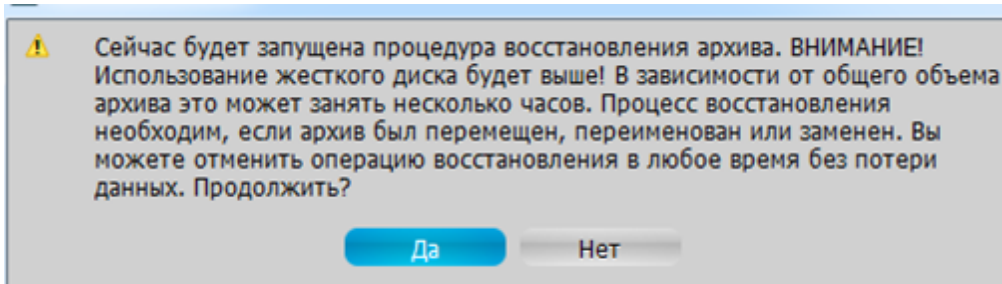 Сейчас будет запущена процедура восстановления архива. ВНИМАНИЕ!
Использование жесткого диска будет выше! В зависимости от общего объема
архива это может занять несколько часов. Процесс восстановления
необходим, если архив был перемещен, переименован или заменен. Вы
можете отменить операцию восстановления в любое время без потери
данных. Продолжить?
Да Нет